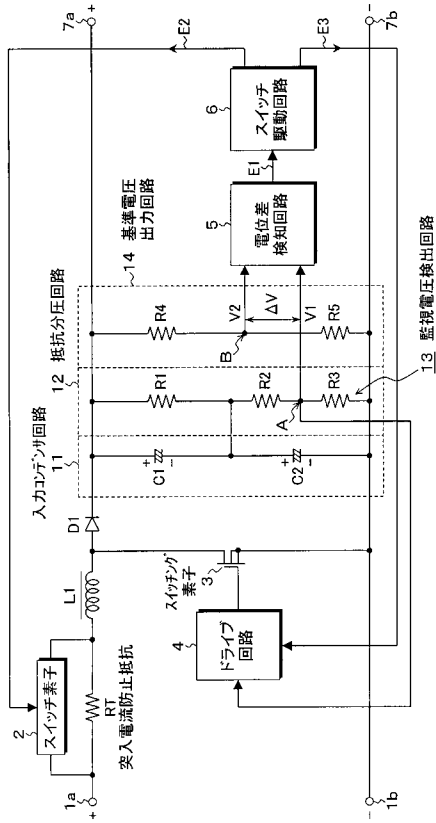 1a
+
2
スイッチ素子
RT
突入電流防止抵抗
L1
D1
3
スイッチング
素子
4
ドライブ
回路
1b
-
入力コンデンサ回路
11
C1
+
-
C2
+
-
抵抗分圧回路
12
R1
R2
R3
A
14 基準電圧
出力回路
R4
B
R5
V2
ΔV
V1
13 監視電圧検出回路
5
電位差
検知回路
E1
6
スイッチ
駆動回路
E2
E3
7a
+
7b
-